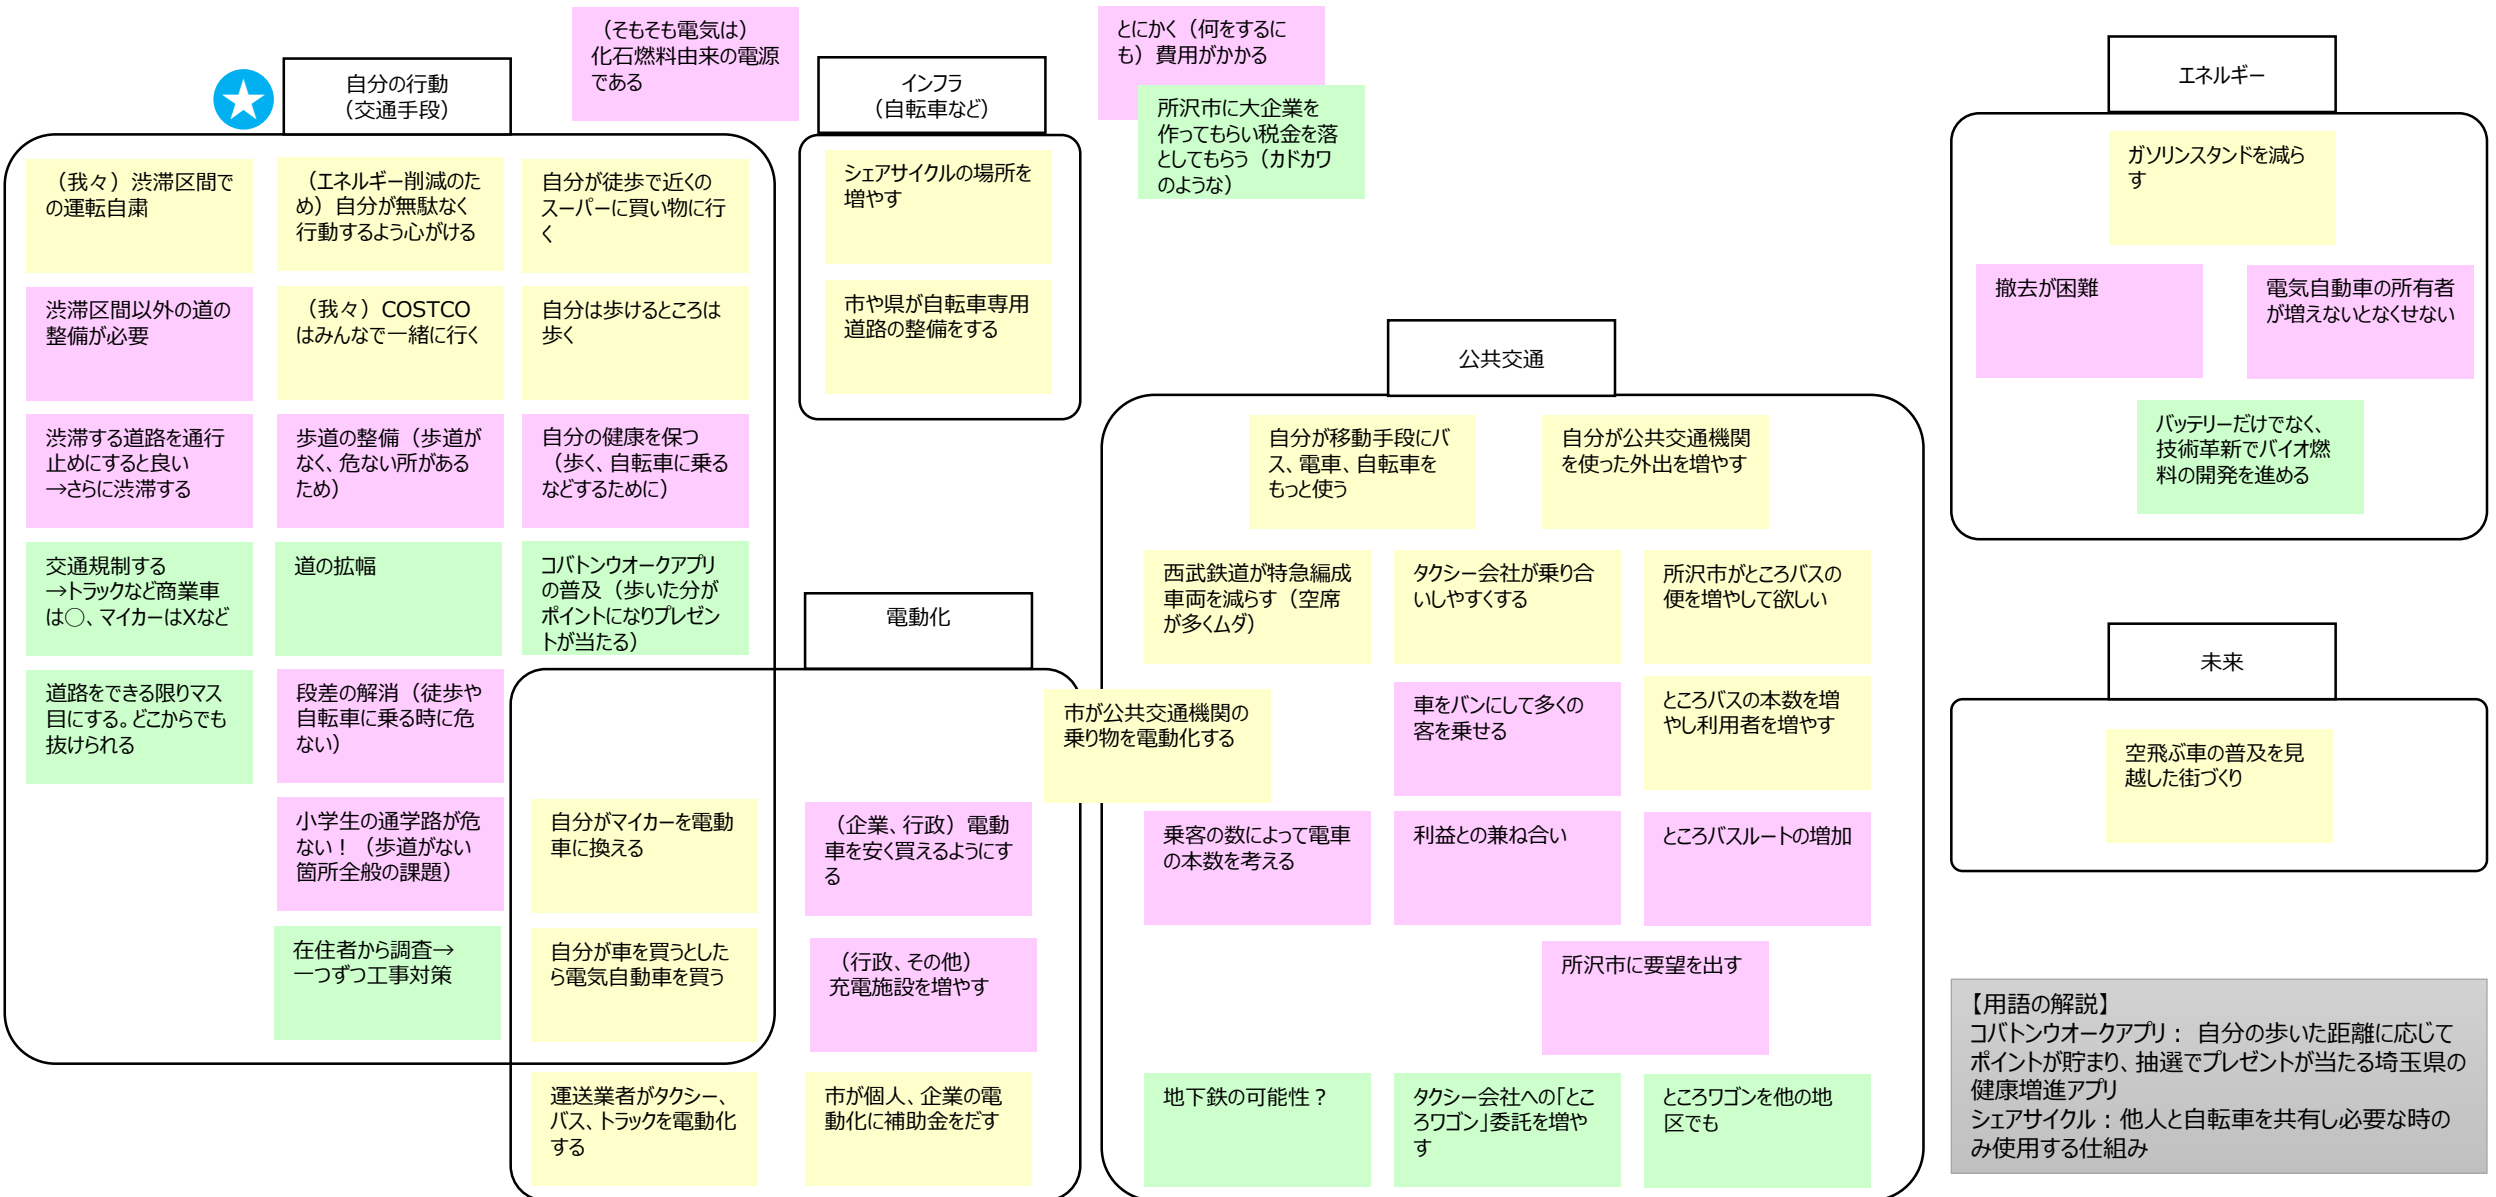 自分の行動
（交通手段）
（我々）渋滞区間で
の運転自粛
（エネルギー削減のた
め）自分が無駄なく
行動するよう心がける
自分が徒歩で近くの
スーパーに買い物に行
く
渋滞区間以外の道の
整備が必要
（我々）COSTCO
はみんなで一緒に行く
自分は歩けるところは
歩く
渋滞する道路を通行
止めにすると良い
→さらに渋滞する
歩道の整備（歩道が
なく、危ない所がある
ため）
自分の健康を保つ
（歩く、自転車に乗る
などするために）
交通規制する
→トラックなど商業車
は○、マイカーはXなど
道の拡幅
コバトンウオークアプリ
の普及（歩いた分が
ポイントになりプレゼン
トが当たる）
道路をできる限りマス
目にする。どこからでも
抜けられる
段差の解消（徒歩や
自転車に乗る時に危
ない）
小学生の通学路が危
ない！（歩道がない
箇所全般の課題）
在住者から調査→
一つずつ工事対策
（そもそも電気は）
化石燃料由来の電源
である
インフラ
（自転車など）
シェアサイクルの場所を
増やす
市や県が自転車専用
道路の整備をする
とにかく（何をするに
も）費用がかかる
所沢市に大企業を
作ってもらい税金を落
としてもらう（カドカワ
のような）
電動化
自分がマイカーを電動
車に換える
（企業、行政）電動
車を安く買えるようにす
る
自分が車を買うとした
ら電気自動車を買う
（行政、その他）
充電施設を増やす
運送業者がタクシー、
バス、トラックを電動化
する
市が個人、企業の電
動化に補助金をだす
市が公共交通機関の
乗り物を電動化する
公共交通
自分が移動手段にバ
ス、電車、自転車を
もっと使う
自分が公共交通機関
を使った外出を増やす
西武鉄道が特急編成
車両を減らす（空席
が多くムダ）
タクシー会社が乗り合
いしやすくする
所沢市がところバスの
便を増やして欲しい
車をバンにして多くの
客を乗せる
ところバスの本数を増
やし利用者を増やす
乗客の数によって電車
の本数を考える
利益との兼ね合い
ところバスルートの増加
所沢市に要望を出す
地下鉄の可能性？
タクシー会社への｢とこ
ろワゴン｣委託を増や
す
ところワゴンを他の地
区でも
エネルギー
ガソリンスタンドを減ら
す
撤去が困難
電気自動車の所有者
が増えないとなくせない
バッテリーだけでなく、
技術革新でバイオ燃
料の開発を進める
未来
空飛ぶ車の普及を見
越した街づくり
【用語の解説】
コバトンウオークアプリ： 自分の歩いた距離に応じて
ポイントが貯まり、抽選でプレゼントが当たる埼玉県の
健康増進アプリ
シェアサイクル：他人と自転車を共有し必要な時の
み使用する仕組み